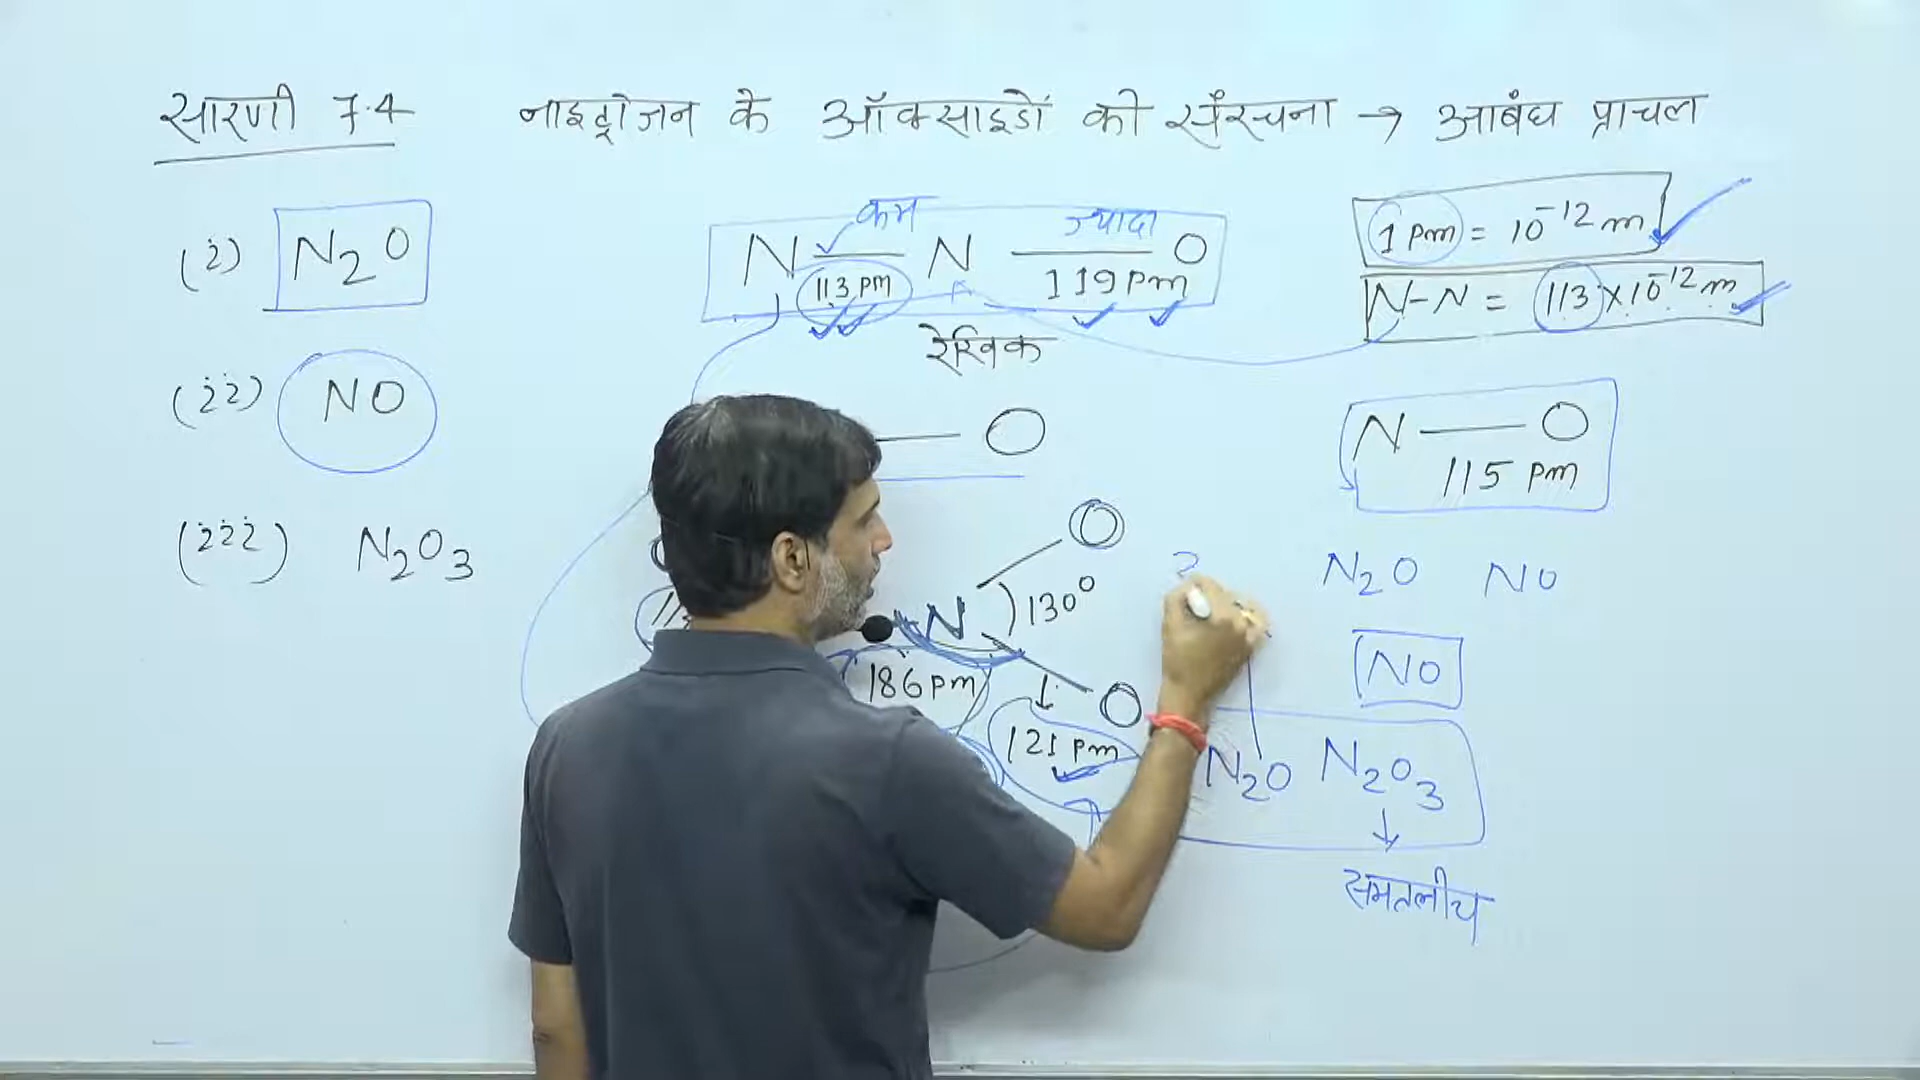 सारणी 7.4 नाइट्रोजन के ऑक्साइडों की संरचना → आबंध प्राचल
(i) N₂O
कम ज्यादा
N — N — O
113 pm 119 pm
रेखिक
1 pm = 10⁻¹² m
N-N = 113 × 10⁻¹² m
(ii) NO
— O
N — O
115 pm
(iii) N₂O₃
O
N 130°
186 pm
O
↓
121 pm
N₂O NO
NO
N₂O N₂O₃
↓
समतलीय